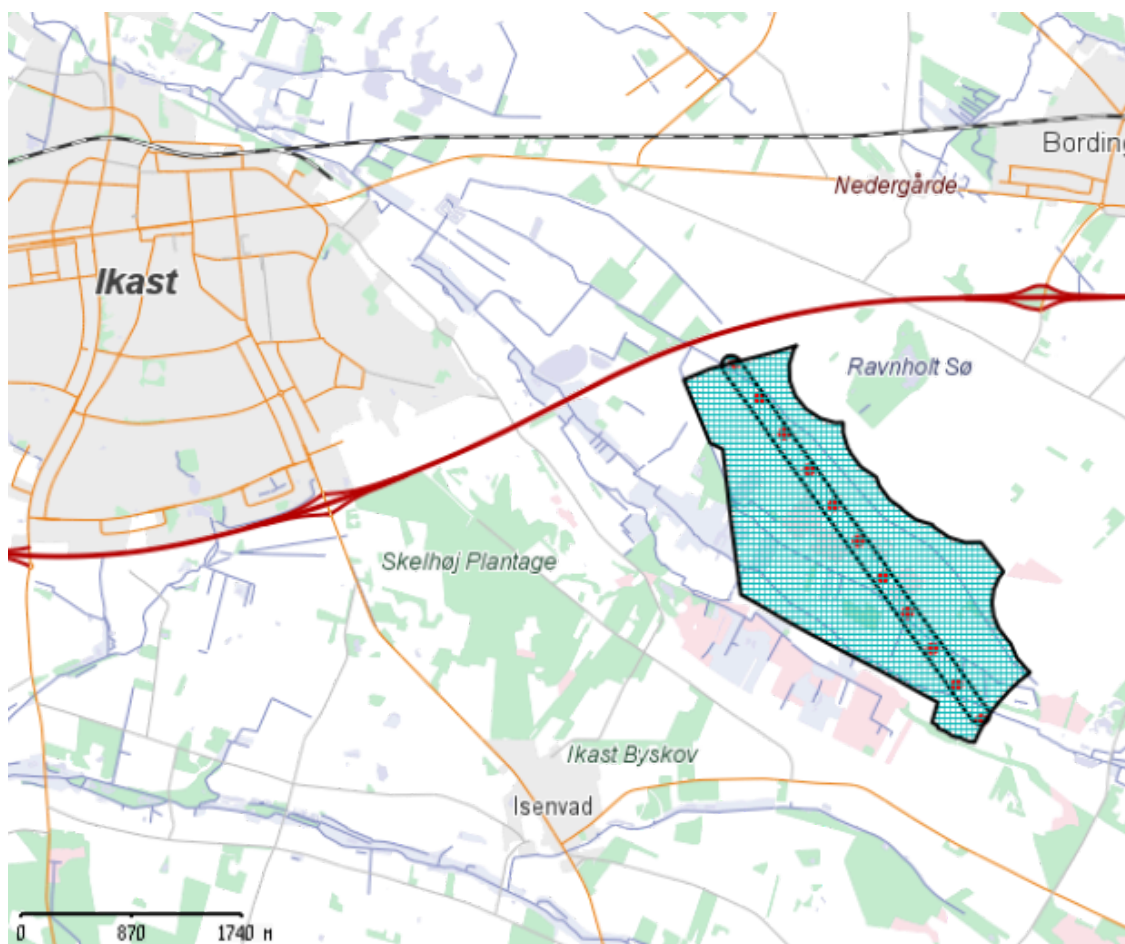 Bording
Nedergårde
Ikast
Ravnholt Sø
Skelhøj Plantage
Ikast Byskov
Isenvad
0 870 1740 M